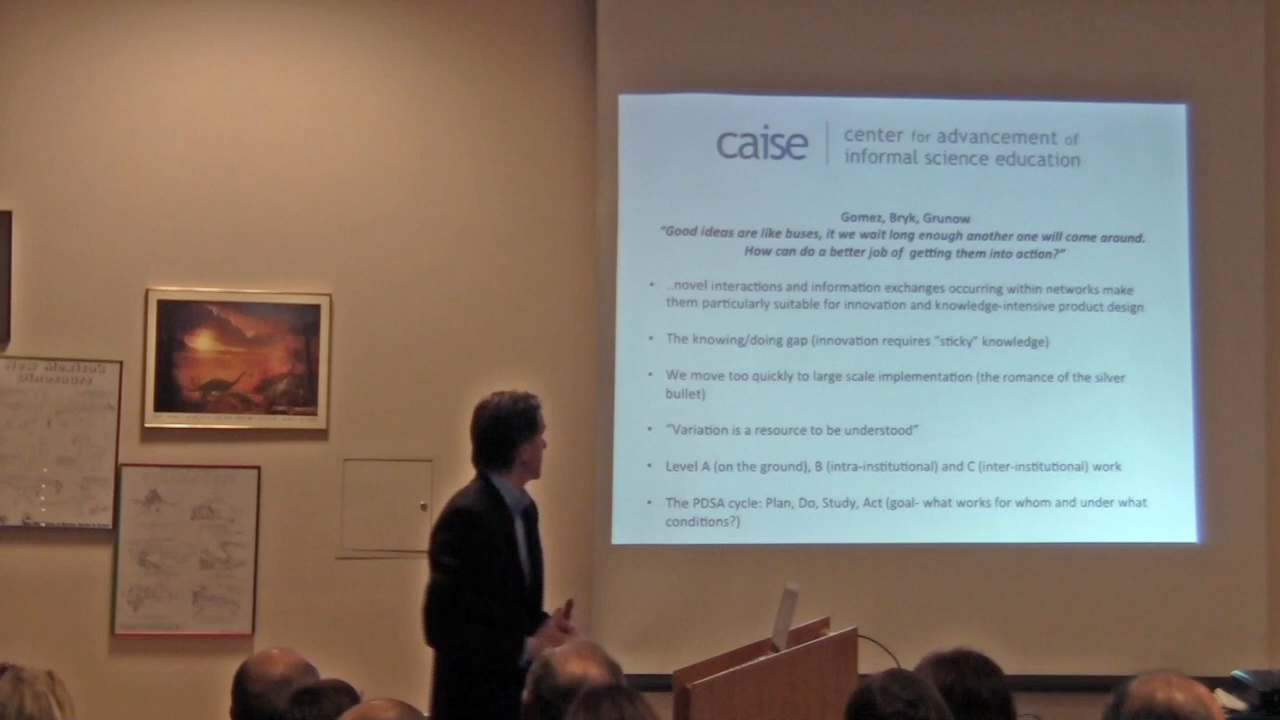 New Mexico's
Dinosaurs
caise
center for advancement of
informal science education
Gomez, Bryk, Grunow
"Good ideas are like buses, it we wait long enough another one will come around.
How can do a better job of getting them into action?"
• ..novel interactions and information exchanges occurring within networks make
them particularly suitable for innovation and knowledge-intensive product design
• The knowing/doing gap (innovation requires "sticky" knowledge)
• We move too quickly to large scale implementation (the romance of the silver
bullet)
• "Variation is a resource to be understood"
• Level A (on the ground), B (intra-institutional) and C (inter-institutional) work
• The PDSA cycle: Plan, Do, Study, Act (goal- what works for whom and under what
conditions?)